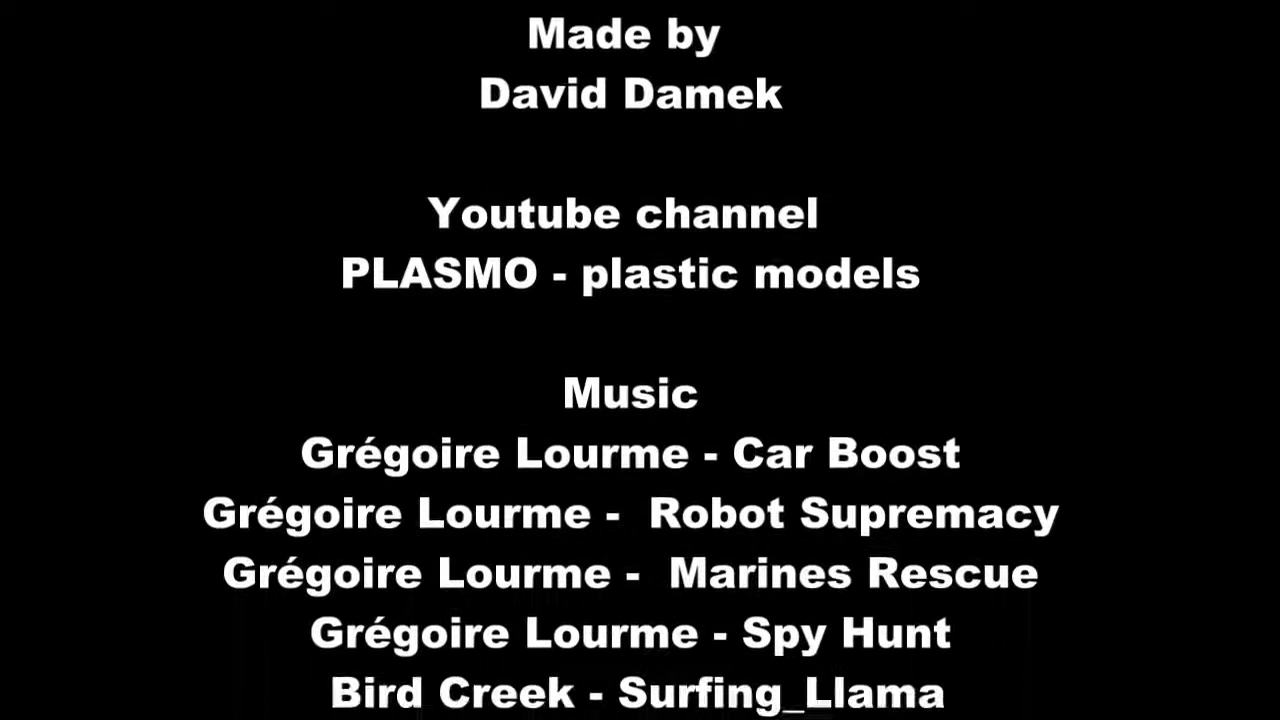 Made by
David Damek
Youtube channel
PLASMO - plastic models
Music
Grégoire Lourme - Car Boost
Grégoire Lourme -  Robot Supremacy
Grégoire Lourme -  Marines Rescue
Grégoire Lourme - Spy Hunt
Bird Creek - Surfing_Llama